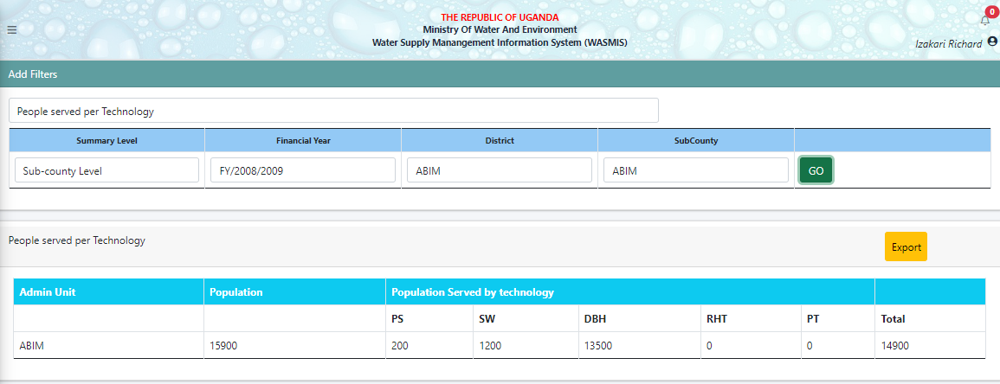 THE REPUBLIC OF UGANDA
0
Ministry Of Water And Environment
Water Supply Manangement Information System (WASMIS)
Izakari Richard
Add Filters
People served per Technology
Summary Level Financial Year District SubCounty
Sub-county Level FY/2008/2009 ABIM ABIM GO
People served per Technology
Export
Admin Unit Population Population Served by technology
PS SW DBH RHT PT Total
ABIM 15900 200 1200 13500 0 0 14900